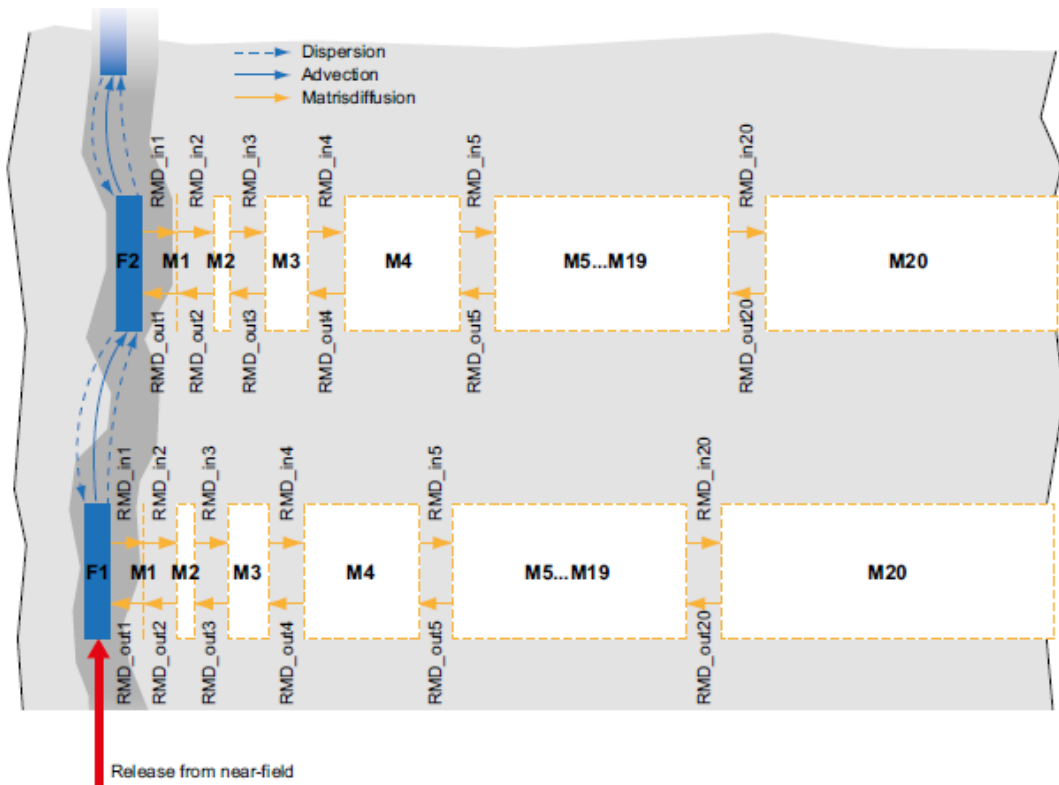 Dispersion
Advection
Matrisdiffusion
RMD_in1
RMD_in2
RMD_in3
RMD_in4
RMD_in5
RMD_in20
F2
M1
M2
M3
M4
M5...M19
M20
RMD_out1
RMD_out2
RMD_out3
RMD_out4
RMD_out5
RMD_out20
RMD_in1
RMD_in2
RMD_in3
RMD_in4
RMD_in5
RMD_in20
F1
M1
M2
M3
M4
M5...M19
M20
RMD_out1
RMD_out2
RMD_out3
RMD_out4
RMD_out5
RMD_out20
Release from near-field